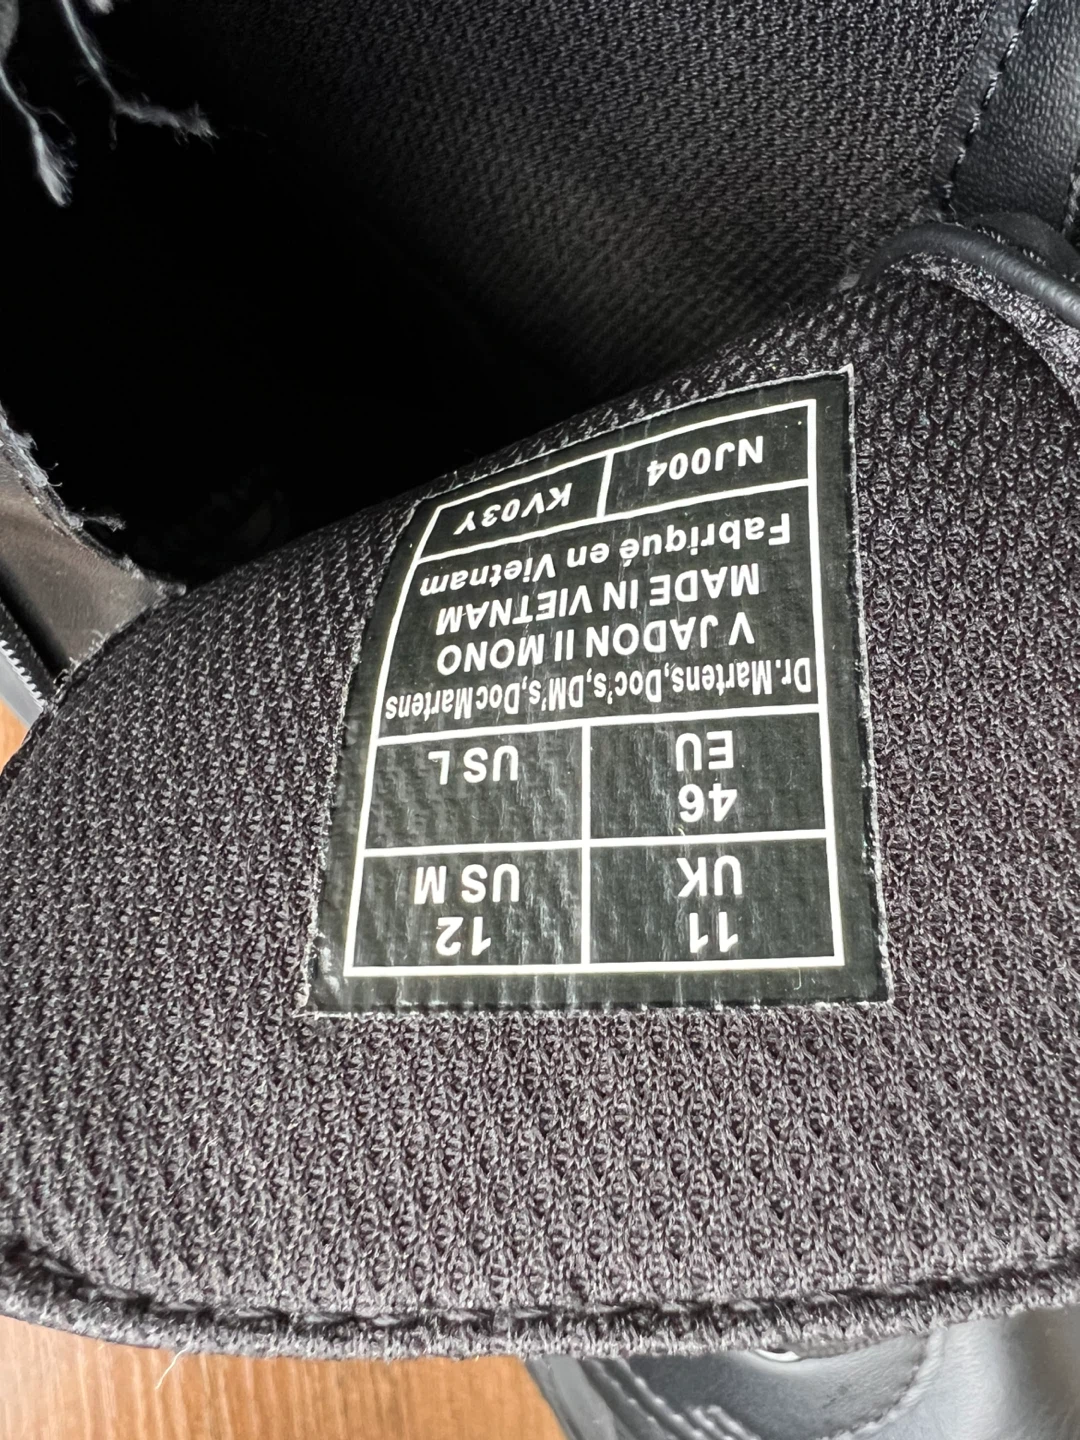 11 UK
12 US M
46 EU
US L
Dr.Martens,Doc's,DM's,DocMartens
V JADON II MONO
MADE IN VIETNAM
Fabriqué en Vietnam
NJ004
KV03Y